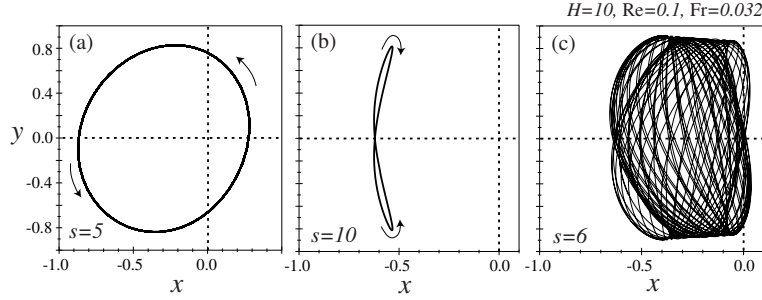 H=10, Re=0.1, Fr=0.032
(a) (b) (c)
0.8
0.4
y 0.0
-0.4
-0.8
s=5 s=10 s=6
-1.0 -0.5 0.0 -1.0 -0.5 0.0 -1.0 -0.5 0.0
x x x